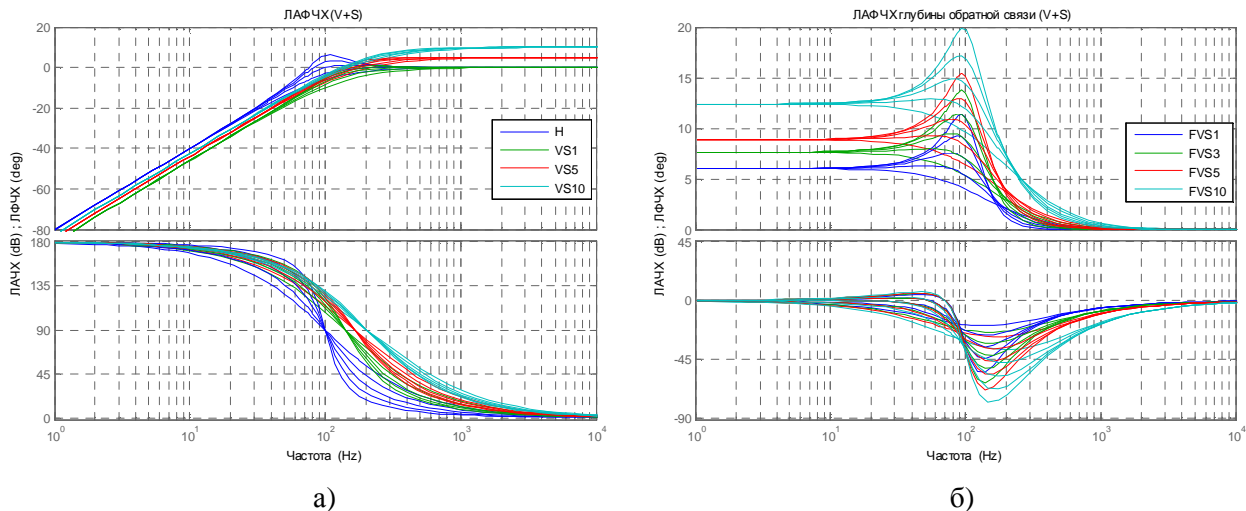 ЛАФЧХ(V+S)
20
0
-20
-40
-60
-80
H
VS1
VS5
VS10
180
135
90
45
0
10^0
10^1
10^2
10^3
10^4
ЛАЧХ (dB) ; ЛФЧХ (deg)
Частота (Hz)
а)
ЛАФЧХ глубины обратной связи (V+S)
20
15
10
5
0
FVS1
FVS3
FVS5
FVS10
45
0
-45
-90
10^0
10^1
10^2
10^3
10^4
ЛАЧХ (dB) ; ЛФЧХ (deg)
Частота (Hz)
б)